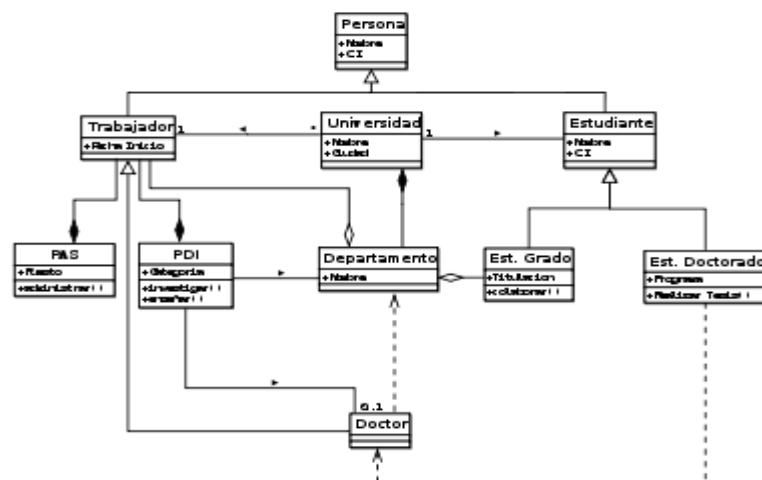 Persona
+Nombre
+CI
Trabajador
+Fecha Inicio
1
*
*
Universidad
+Nombre
+Ciudad
1
Estudiante
+Nombre
+CI
PAS
+Puesto
+administrar()
PDI
+Categoria
+investigar()
+enseñar()
Departamento
+Nombre
Est. Grado
+Titulacion
+colaborar()
Est. Doctorado
+Programa
+Realizar Tesis()
0.1
Doctor